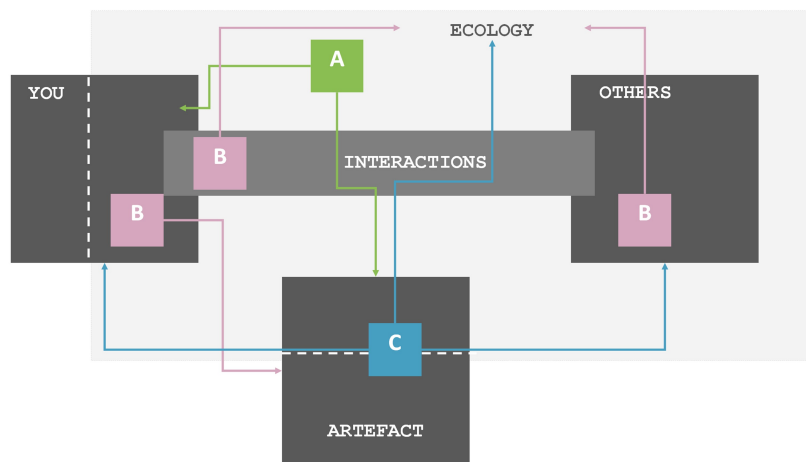 ECOLOGY
A
YOU
OTHERS
B
INTERACTIONS
B
B
C
ARTEFACT